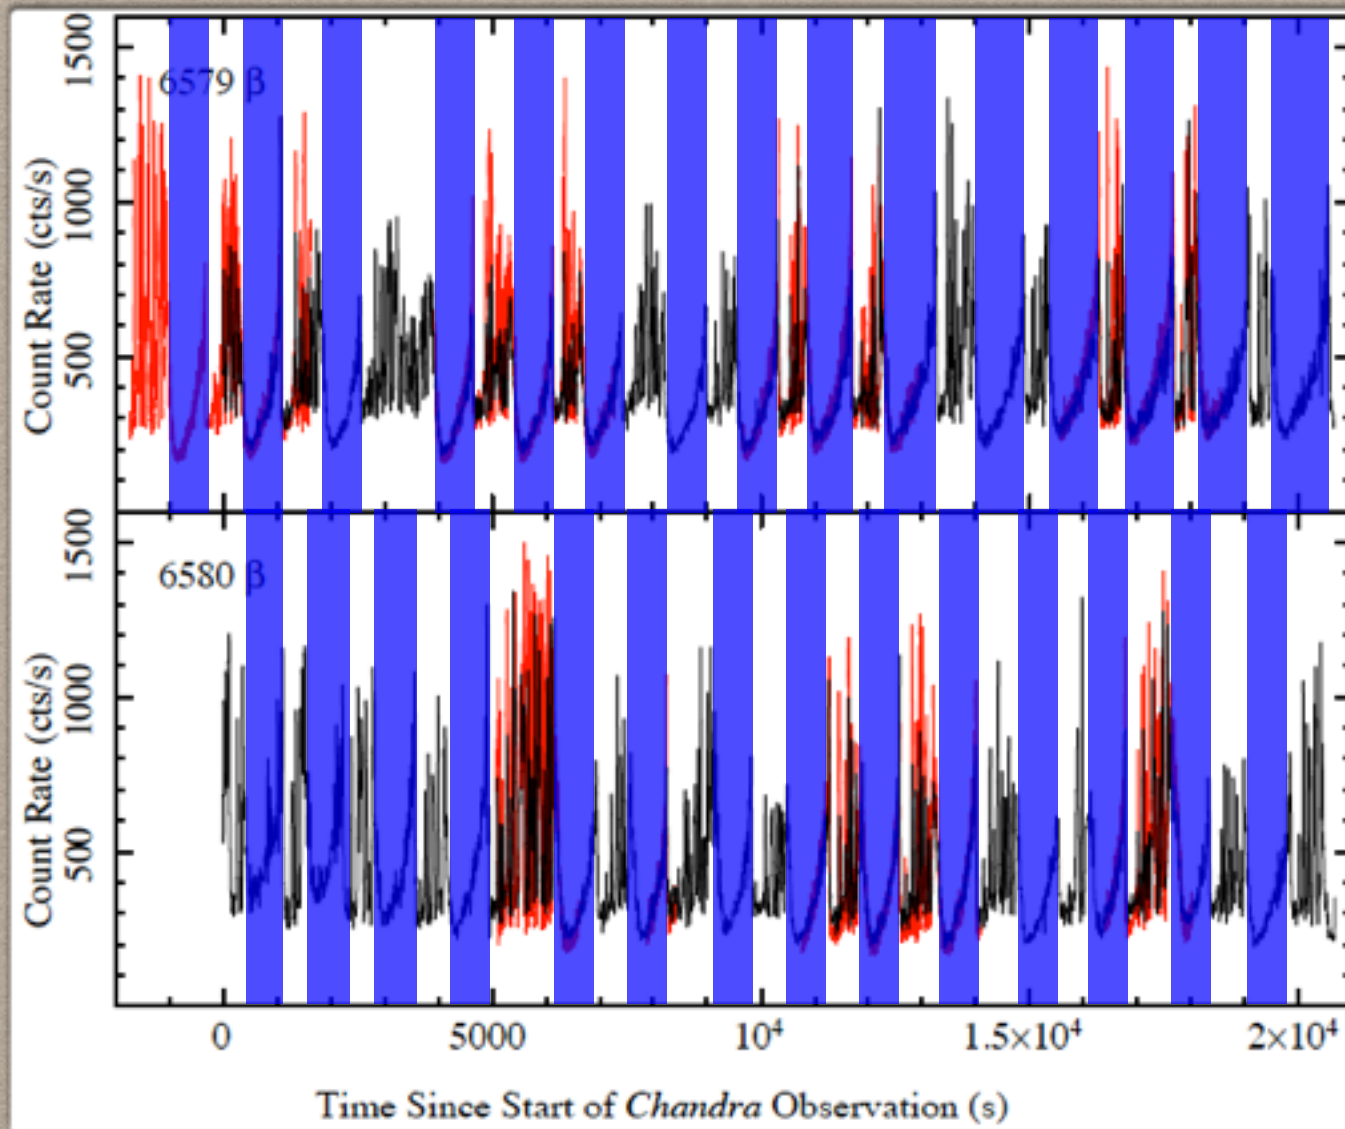 1500
1000
500
Count Rate (cts/s)
6579 β
1500
1000
500
Count Rate (cts/s)
6580 β
0 5000 10⁴ 1.5×10⁴ 2×10⁴
Time Since Start of Chandra Observation (s)